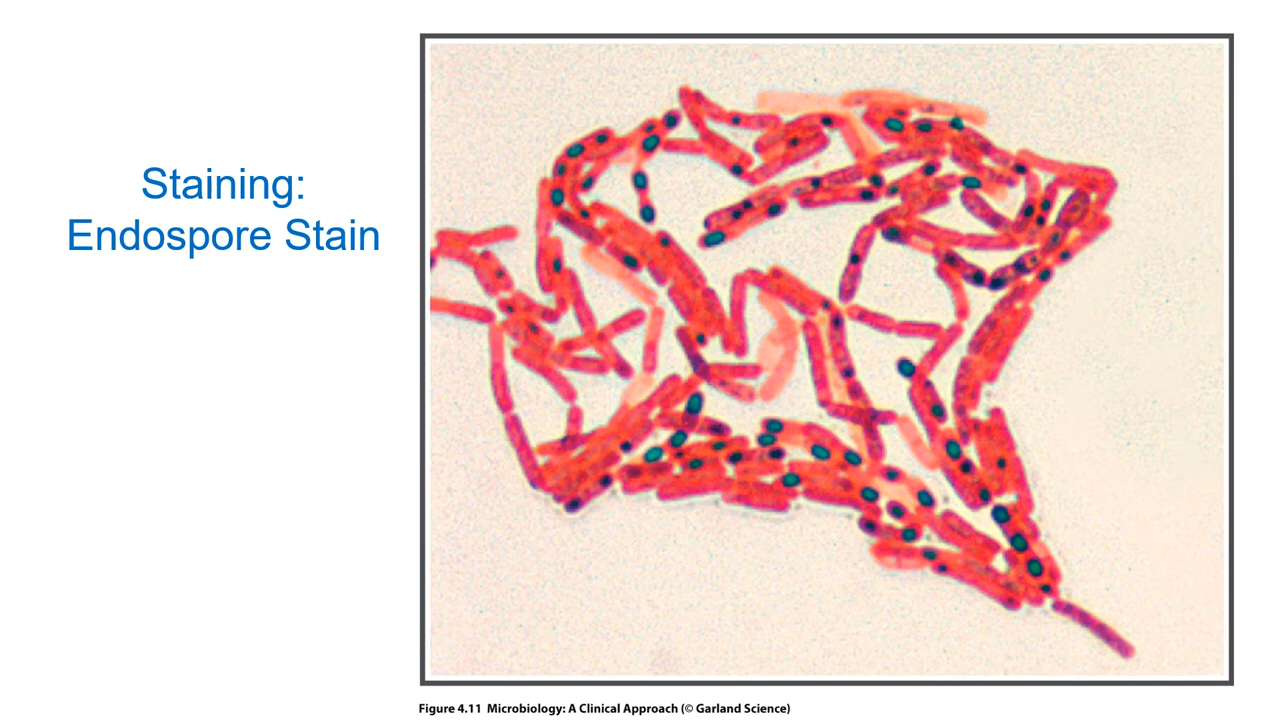 Staining:
Endospore Stain
Figure 4.11 Microbiology: A Clinical Approach (© Garland Science)